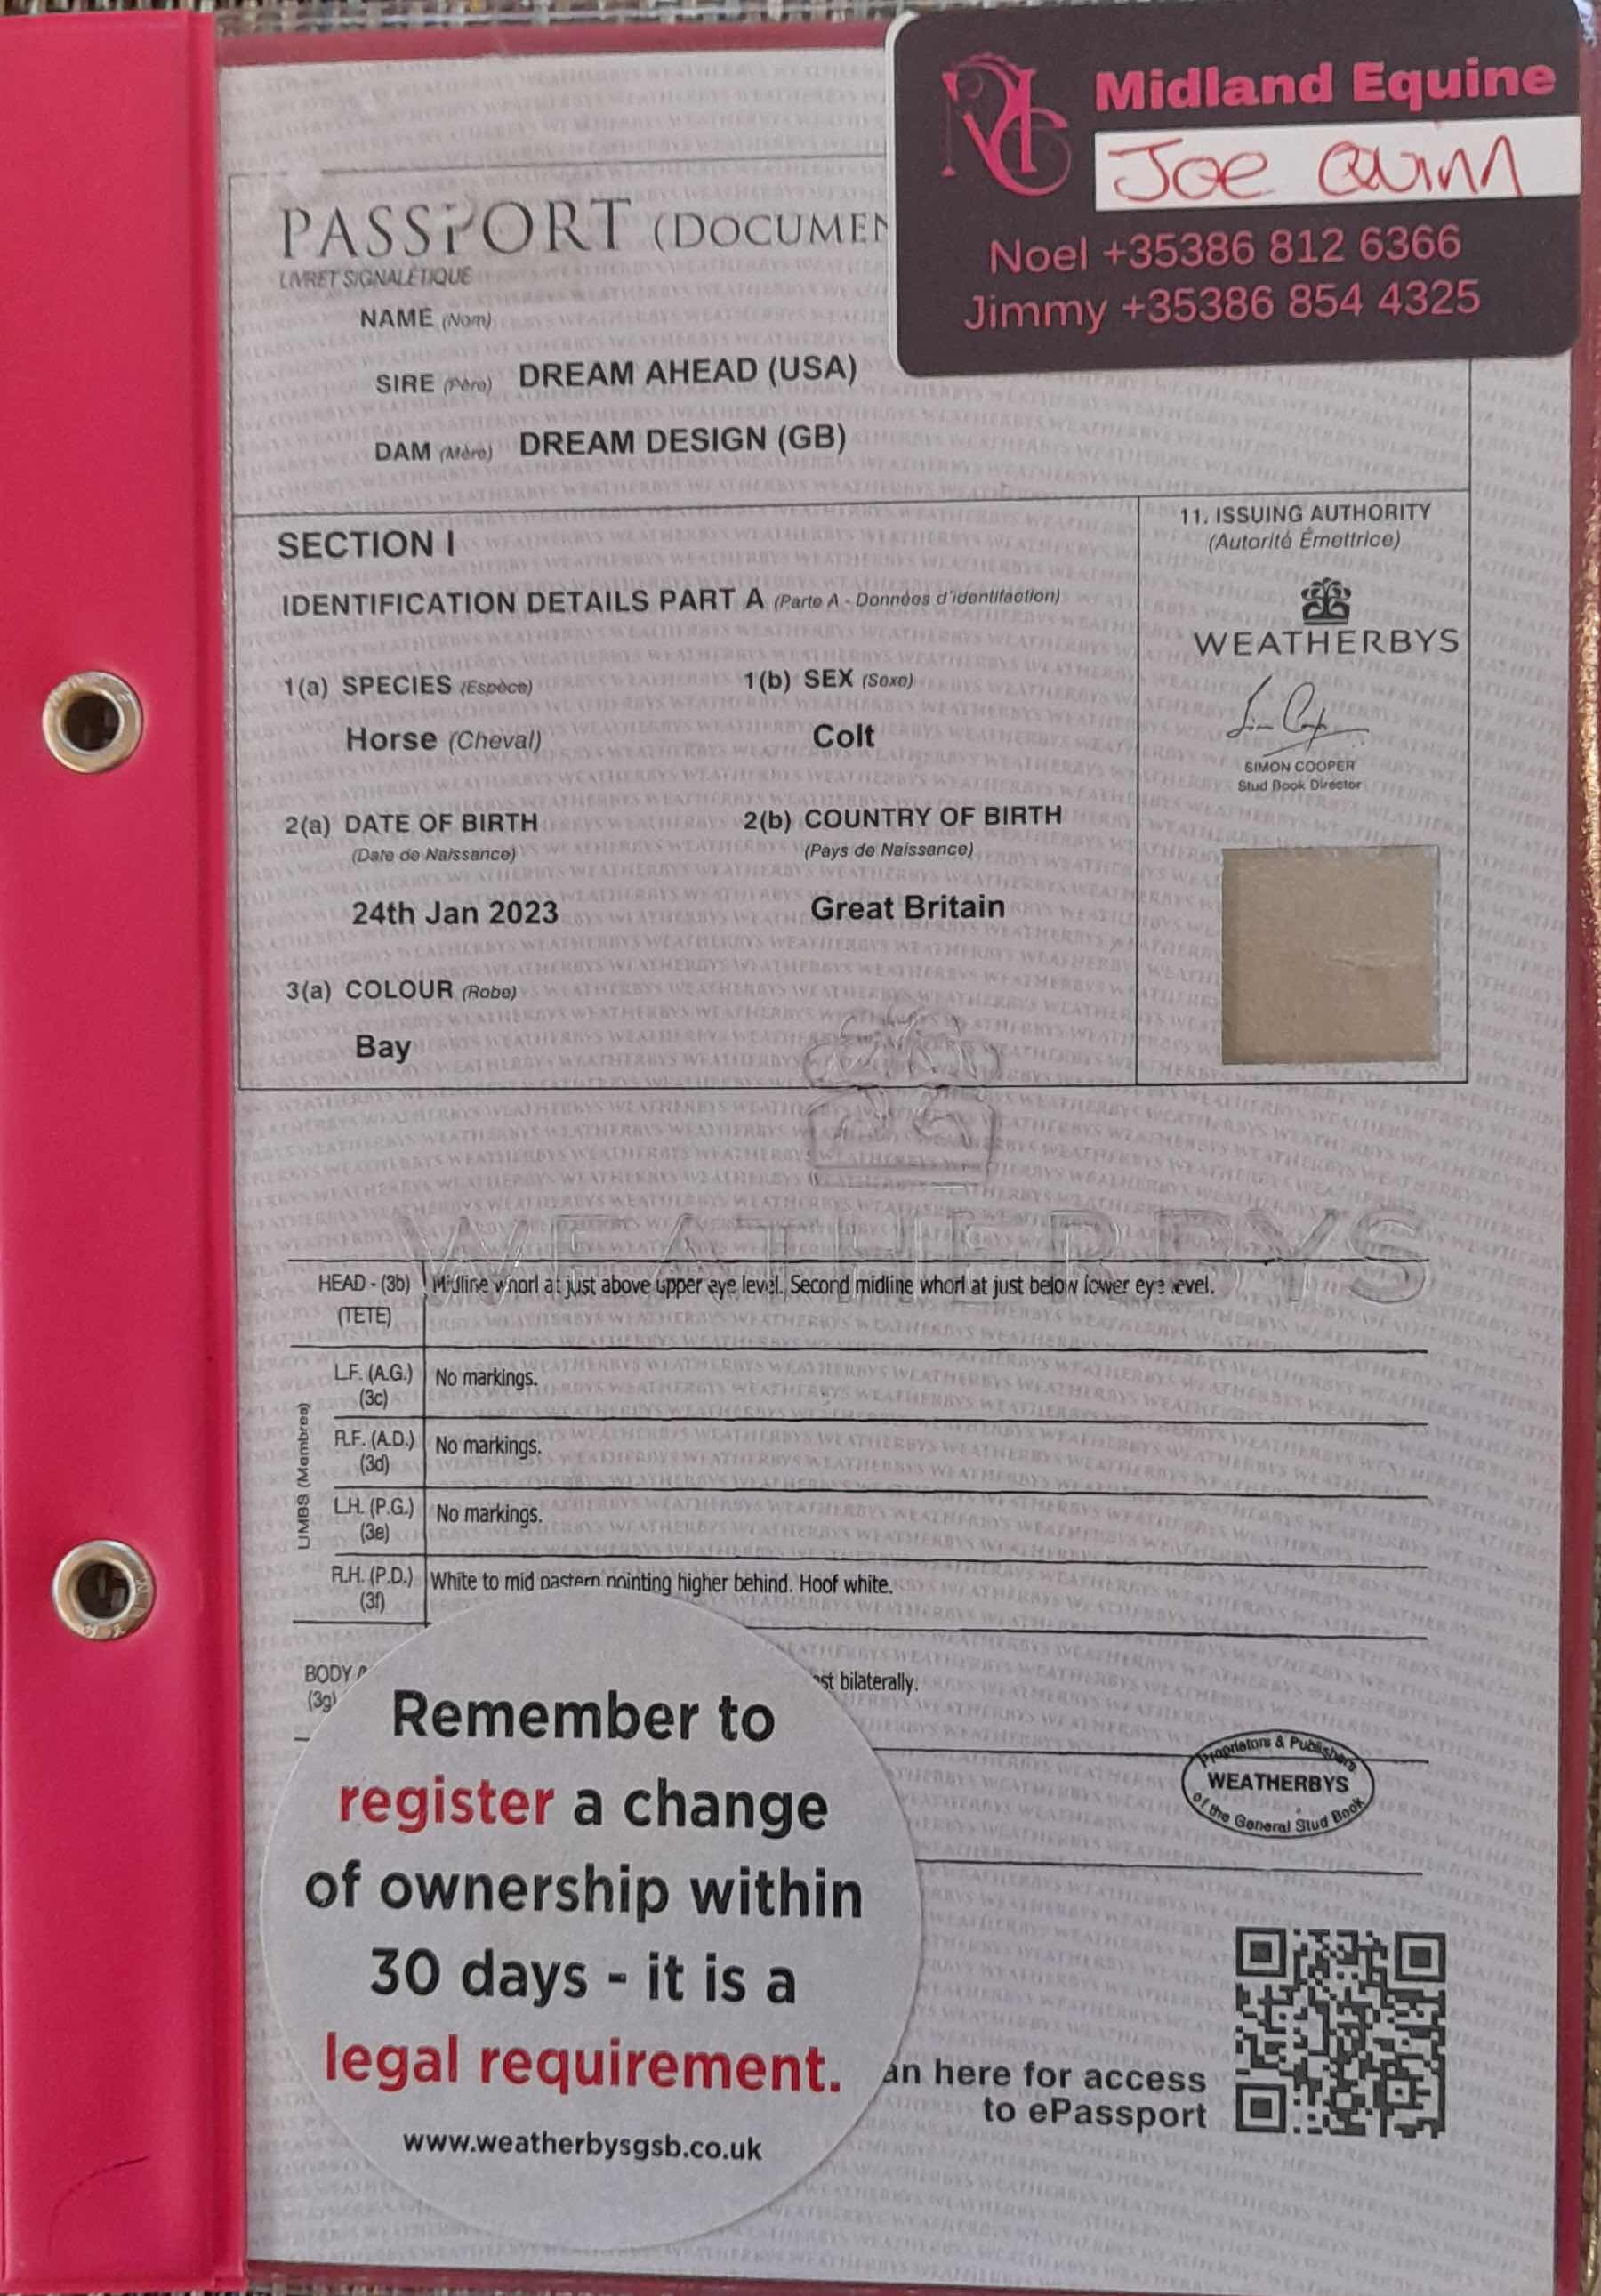 Midland Equine
Joe Quinn
Noel +35386 812 6366
Jimmy +35386 854 4325
PASSPORT (DOCUMEN
LIVRET SIGNALÉTIQUE
NAME (Nom)
SIRE (Père) DREAM AHEAD (USA)
DAM (Mère) DREAM DESIGN (GB)
SECTION I
IDENTIFICATION DETAILS PART A (Parte A - Données d'identifaction)
1(a) SPECIES (Espèce)
1(b) SEX (Sexe)
Horse (Cheval)
Colt
2(a) DATE OF BIRTH
(Date de Naissance)
2(b) COUNTRY OF BIRTH
(Pays de Naissance)
24th Jan 2023
Great Britain
3(a) COLOUR (Robe)
Bay
11. ISSUING AUTHORITY
(Autorité Émettrice)
WEATHERBYS
SIMON COOPER
Stud Book Director
WEATHERBYS
HEAD - (3b) Midline whorl at just above upper eye level. Second midline whorl at just below lower eye level.
(TETE)
LIMBS (Membres)
L.F. (A.G.) No markings.
(3c)
R.F. (A.D.) No markings.
(3d)
L.H. (P.G.) No markings.
(3e)
R.H. (P.D.) White to mid pastern pointing higher behind. Hoof white.
(3f)
BODY
(3g)
st bilaterally.
Proprietors & Publishers
WEATHERBYS
of the General Stud Book
Remember to
register a change
of ownership within
30 days - it is a
legal requirement.
www.weatherbysgsb.co.uk
an here for access
to ePassport